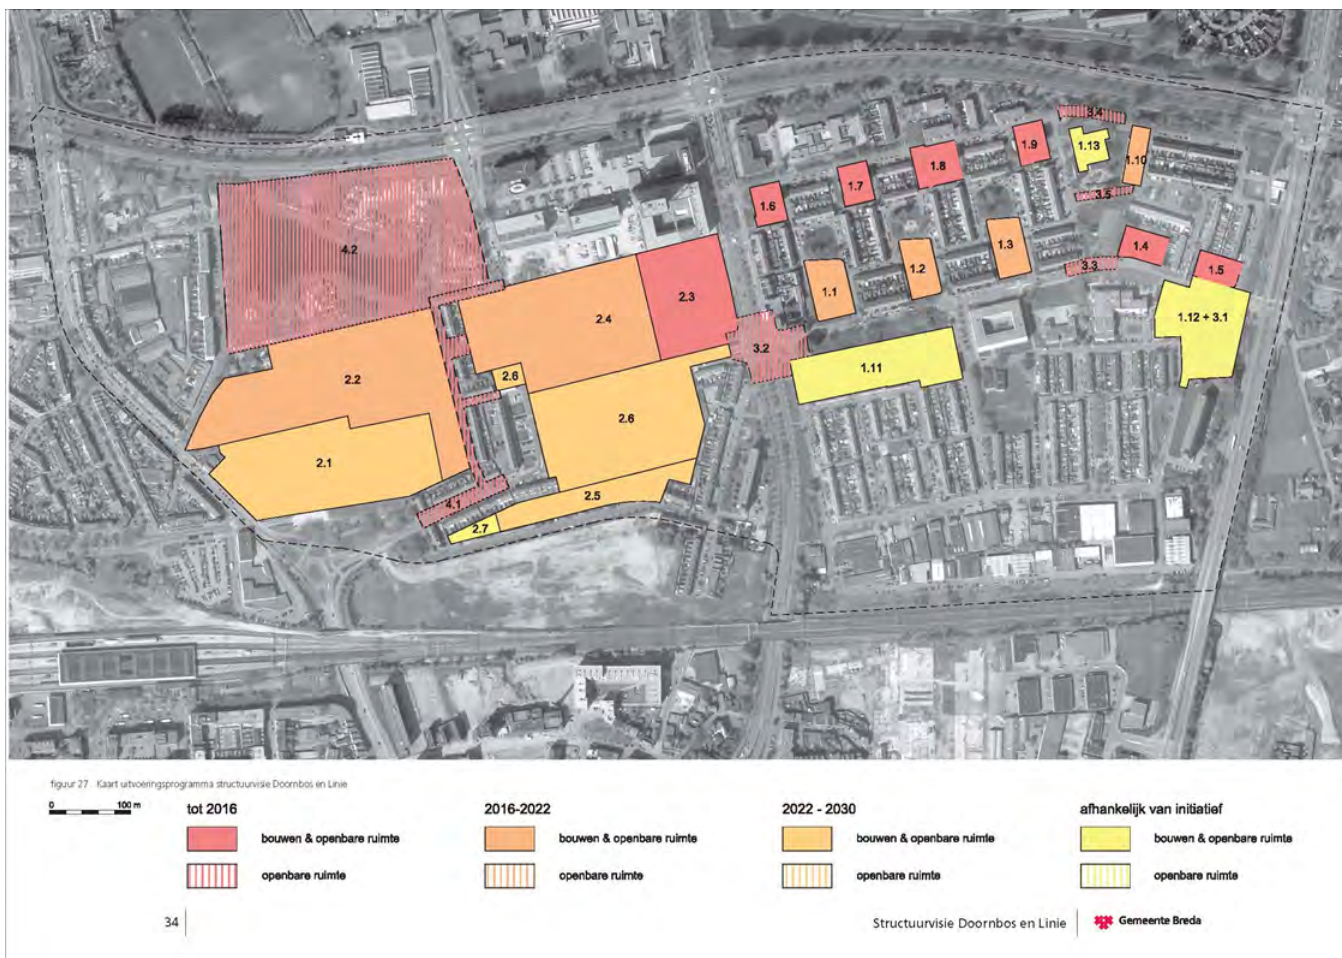 3.4
1.9
1.13
1.10
1.8
1.7
1.6
3.5
4.2
1.4
1.3
1.2
3.3
1.5
1.1
2.3
2.4
1.12 + 3.1
3.2
1.11
2.2
2.6
2.6
2.1
2.5
4.1
2.7
figuur 27 Kaart uitvoeringsprogramma structuurvisie Doornbos en Linie
0 100 m
tot 2016
bouwen & openbare ruimte
openbare ruimte
2016-2022
bouwen & openbare ruimte
openbare ruimte
2022 - 2030
bouwen & openbare ruimte
openbare ruimte
afhankelijk van initiatief
bouwen & openbare ruimte
openbare ruimte
34
Structuurvisie Doornbos en Linie
Gemeente Breda